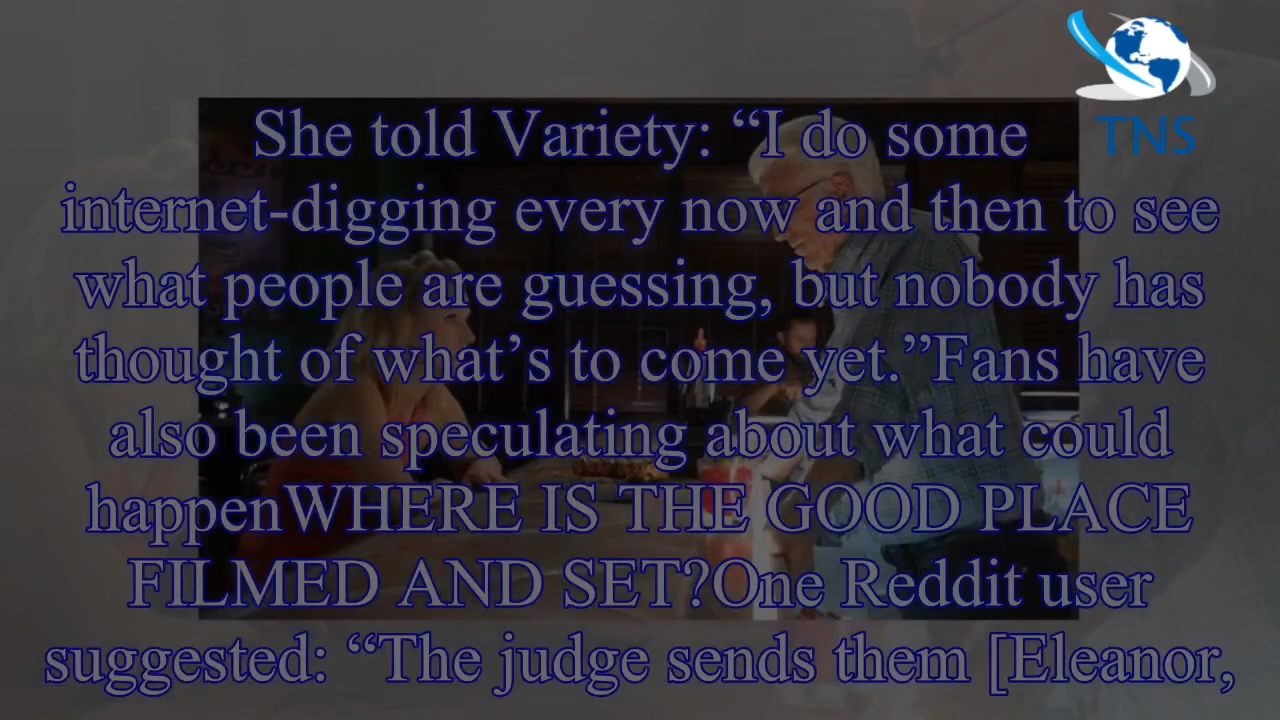 TNS
She told Variety: “I do some
internet-digging every now and then to see
what people are guessing, but nobody has
thought of what’s to come yet.”Fans have
also been speculating about what could
happenWHERE IS THE GOOD PLACE
FILMED AND SET?One Reddit user
suggested: “The judge sends them [Eleanor,